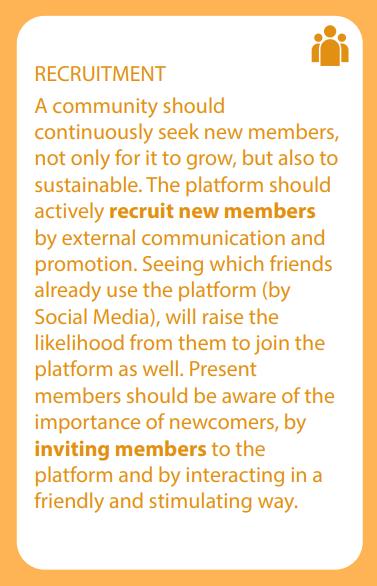 RECRUITMENT
A community should
continuously seek new members,
not only for it to grow, but also to
sustainable. The platform should
actively recruit new members
by external communication and
promotion. Seeing which friends
already use the platform (by
Social Media), will raise the
likelihood from them to join the
platform as well. Present
members should be aware of the
importance of newcomers, by
inviting members to the
platform and by interacting in a
friendly and stimulating way.